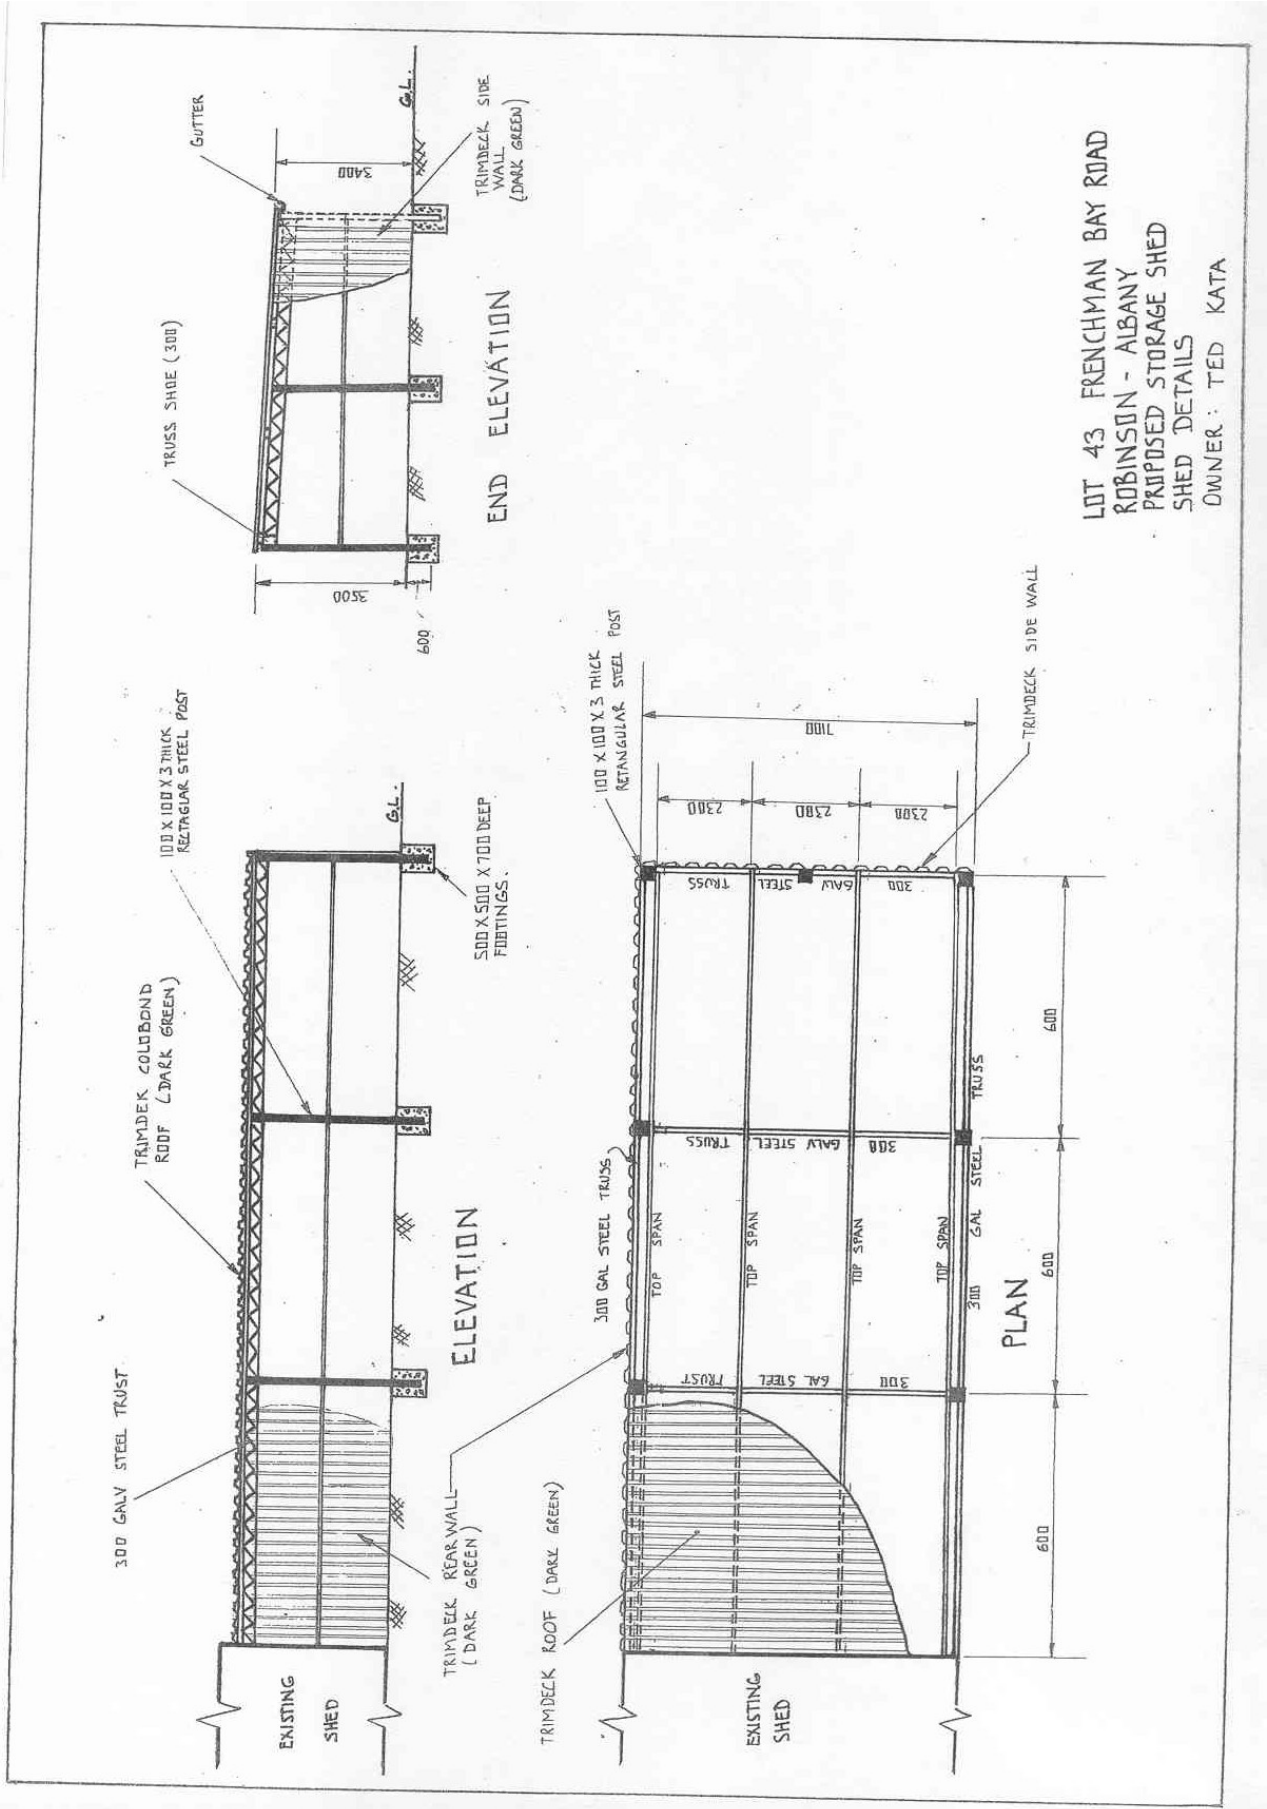 300 GALV STEEL TRUST
TRIMDEK COLOBOND
ROOF (DARK GREEN)
100 X 100 X 3 THICK
RECTAGLAR STEEL POST
EXISTING
SHED
G.L.
500 X 500 X 700 DEEP
FOOTINGS.
ELEVATION
TRIMDECK REAR WALL
(DARK GREEN)
TRUSS SHOE (300)
GUTTER
3500
600
3400
G.L.
TRIMDECK SIDE
WALL
(DARK GREEN)
END ELEVATION
TRIMDECK ROOF (DARK GREEN)
300 GAL STEEL TRUSS
100 X 100 X 3 THICK
RETANGULAR STEEL POST
EXISTING
SHED
300 GAL STEEL TRUST
300 GALV STEEL TRUSS
300 GALV STEEL TRUSS
TOP SPAN
TOP SPAN
TOP SPAN
TOP SPAN
300 GAL STEEL TRUSS
2300
2300
2300
7100
600
600
600
TRIMDECK SIDE WALL
PLAN
LOT 43 FRENCHMAN BAY ROAD
ROBINSON - ALBANY
PROPOSED STORAGE SHED
SHED DETAILS
OWNER: TED KATA